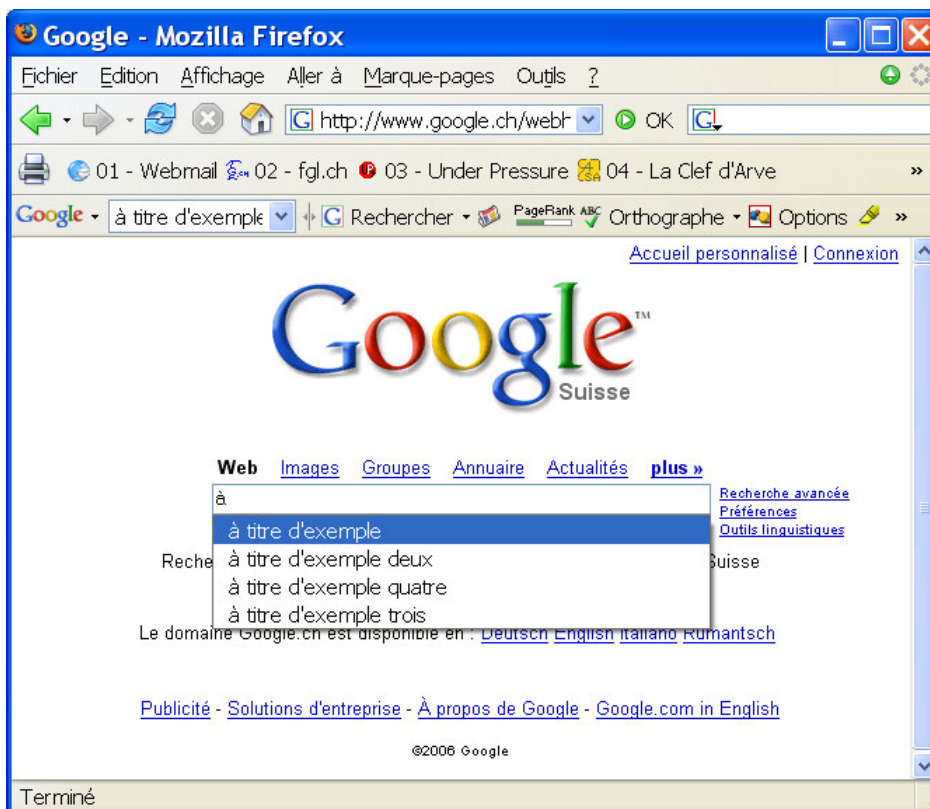 Google - Mozilla Firefox
Fichier Edition Affichage Aller à Marque-pages Outils ?
http://www.google.ch/webh OK
01 - Webmail 02 - fgl.ch 03 - Under Pressure 04 - La Clef d'Arve »
Google à titre d'exemple Rechercher PageRank ABC Orthographe Options »
Accueil personnalisé | Connexion
Google™
Suisse
Web Images Groupes Annuaire Actualités plus »
à
Recherche avancée
Préférences
Outils linguistiques
à titre d'exemple
à titre d'exemple deux
à titre d'exemple quatre
à titre d'exemple trois
Reche
Suisse
Le domaine Google.ch est disponible en : Deutsch English Italiano Rumantsch
Publicité - Solutions d'entreprise - À propos de Google - Google.com in English
©2006 Google
Terminé